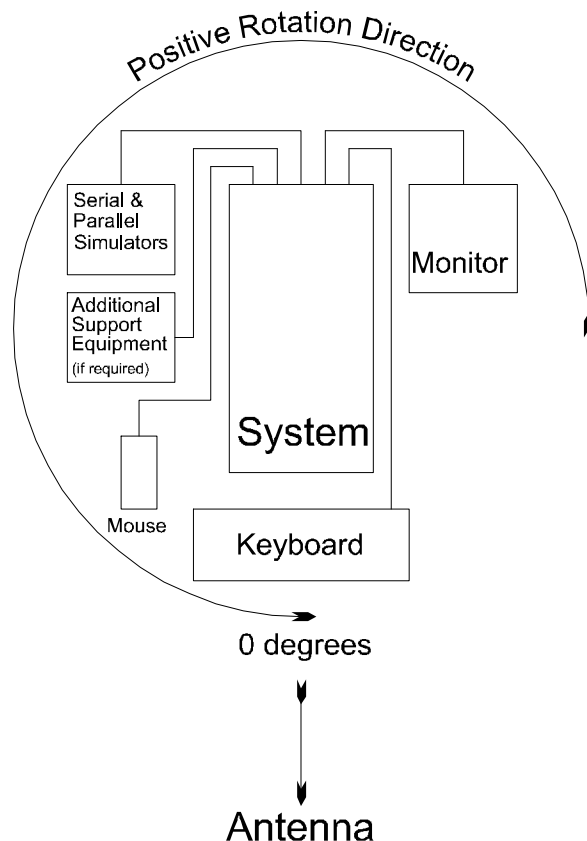 Positive Rotation Direction
Serial &
Parallel
Simulators
Monitor
Additional
Support
Equipment
(if required)
System
Mouse
Keyboard
0 degrees
Antenna